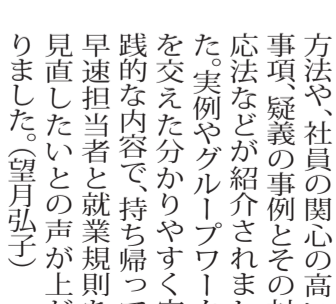 方法や、社員の関心の高い
事項、疑義の事例とその対
応法などが紹介されまし
た。実例やグループワーク
を交えた分かりやすく実
践的な内容で、持ち帰って
早速担当者と就業規則を
見直したいとの声が上が
りました。(望月弘子)